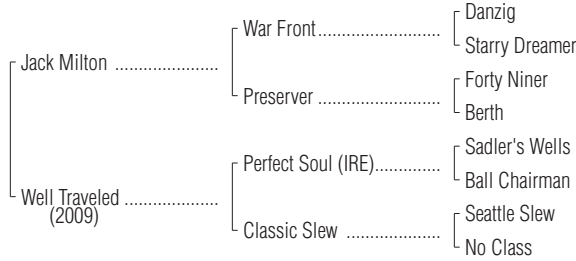 Danzig
War Front..............................
Starry Dreamer
Jack Milton .........................
Forty Niner
Preserver ..............................
Berth
Sadler's Wells
Perfect Soul (IRE)................
Ball Chairman
Well Traveled .......................
(2009)
Seattle Slew
Classic Slew .......................
No Class